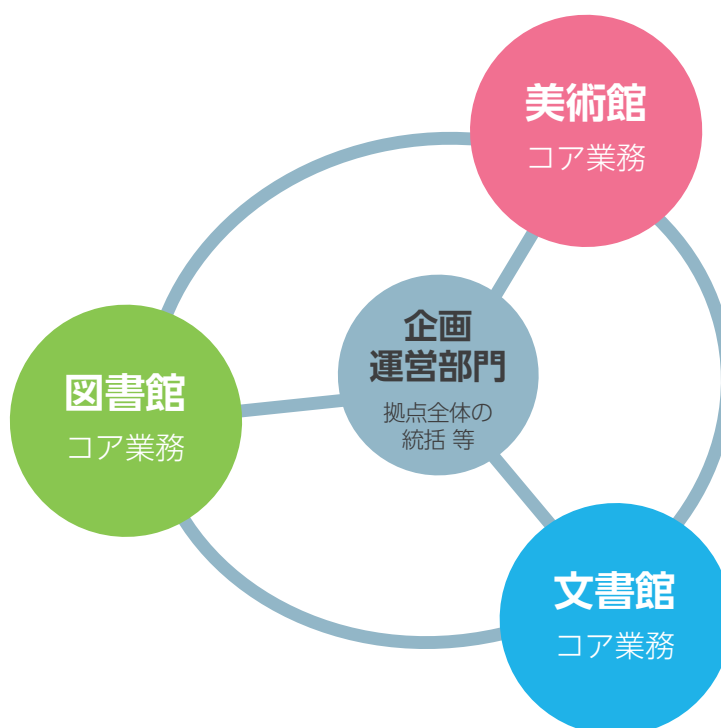 美術館
コア業務
企画
運営部門
拠点全体の
統括 等
図書館
コア業務
文書館
コア業務